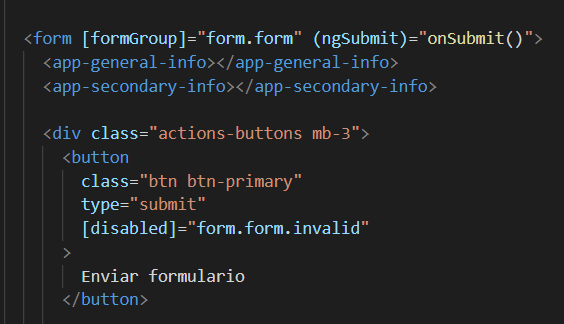 <form [formGroup]="form.form" (ngSubmit)="onSubmit()">
<app-general-info></app-general-info>
<app-secondary-info></app-secondary-info>
<div class="actions-buttons mb-3">
<button
class="btn btn-primary"
type="submit"
[disabled]="form.form.invalid"
>
Enviar formulario
</button>